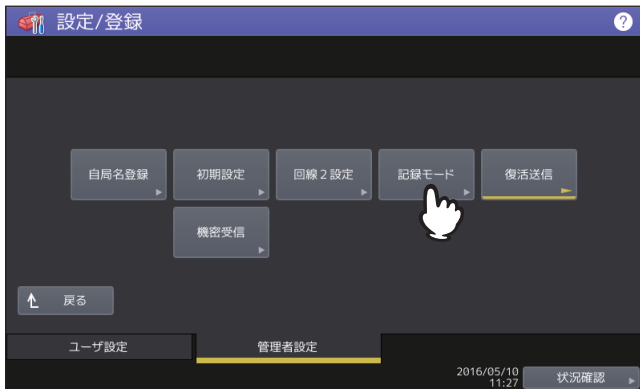 設定/登録
?
自局名登録
初期設定
回線2設定
記録モード
復活送信
機密受信
戻る
ユーザ設定
管理者設定
2016/05/10
11:27
状況確認